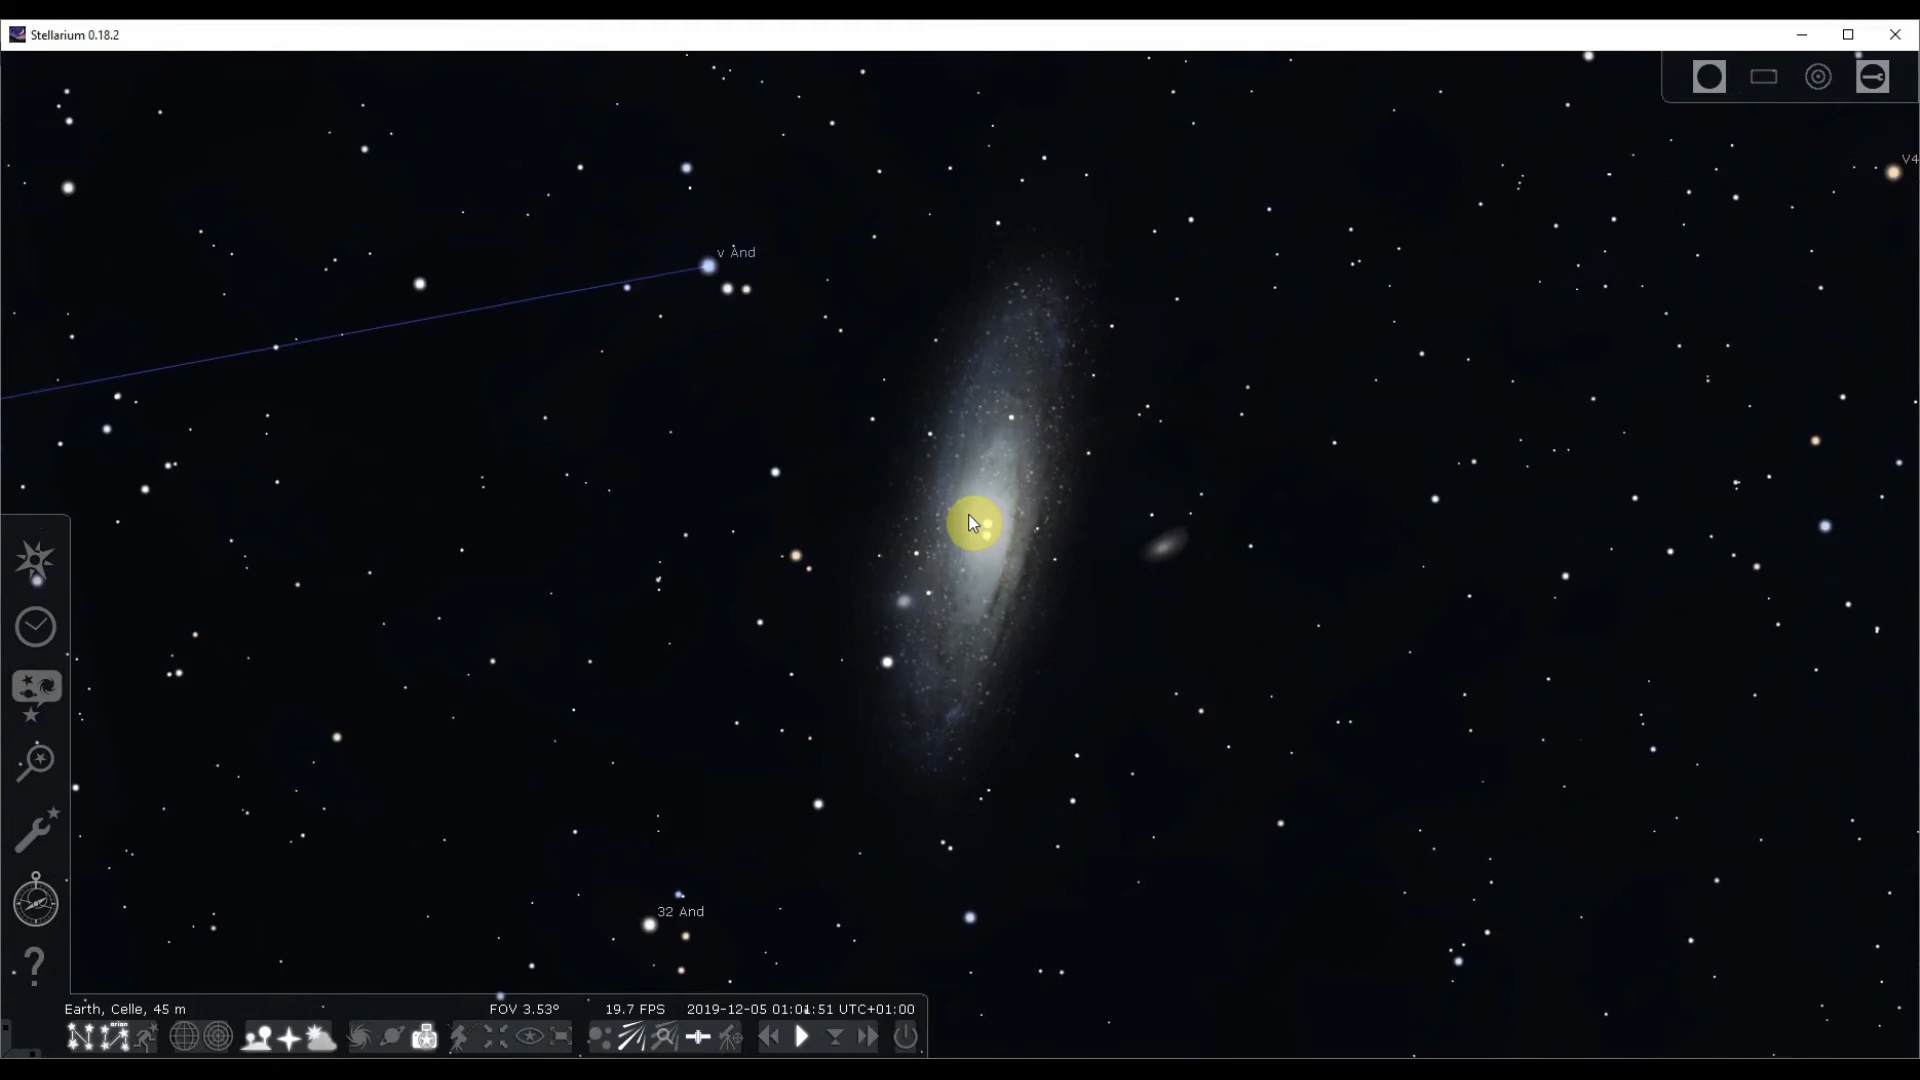 Stellarium 0.18.2
V4
ν And
32 And
Earth, Celle, 45 m FOV 3.53° 19.7 FPS 2019-12-05 01:01:51 UTC+01:00